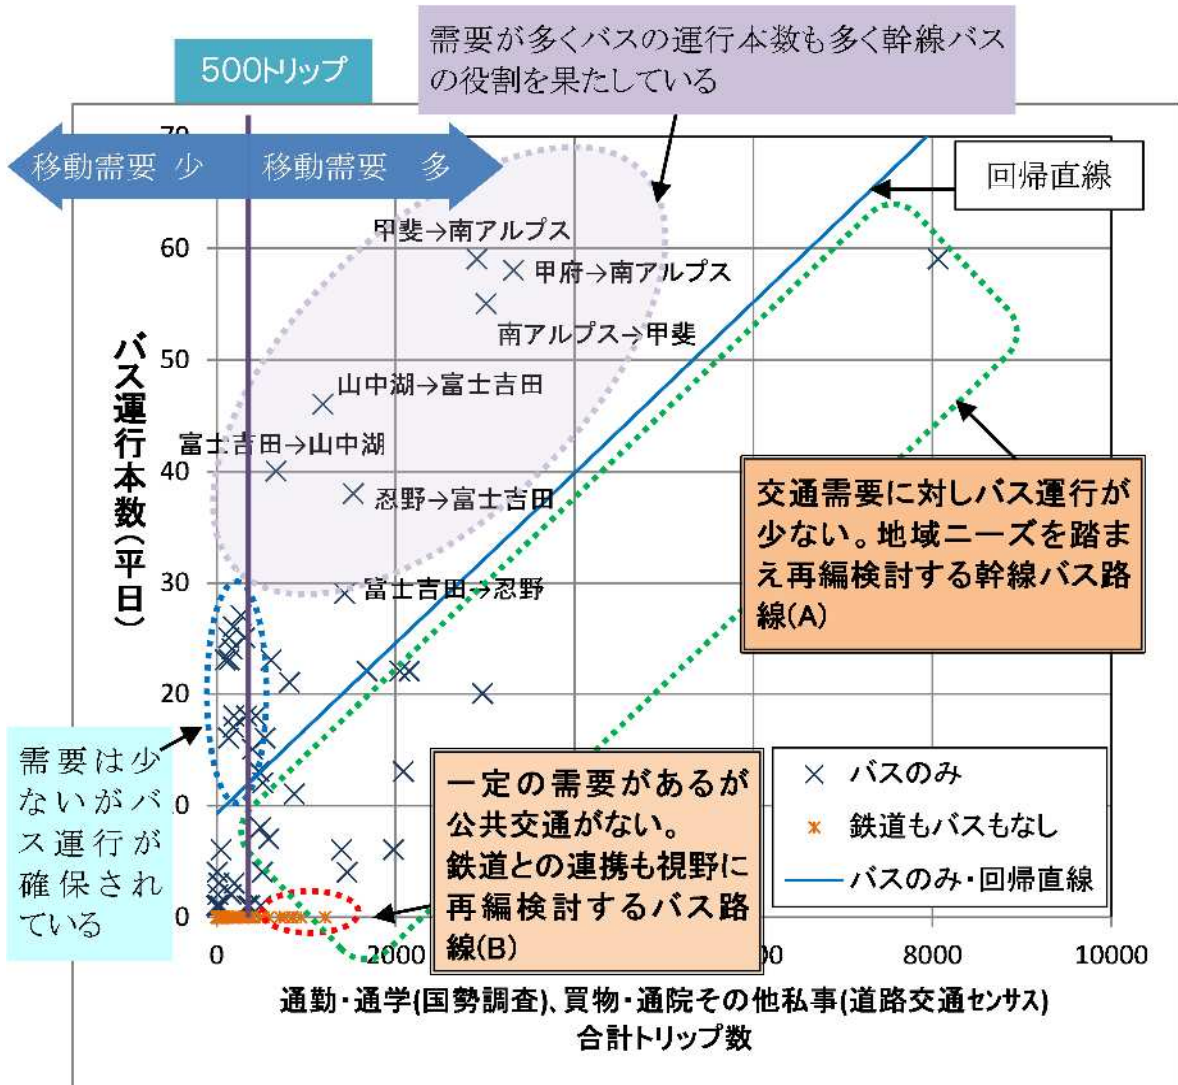 需要が多くバスの運行本数も多く幹線バス
の役割を果たしている
500トリップ
移動需要 少
移動需要 多
70
回帰直線
甲斐→南アルプス
60
甲府→南アルプス
南アルプス→甲斐
50
山中湖→富士吉田
富士吉田→山中湖
40
忍野→富士吉田
交通需要に対しバス運行が
少ない。地域ニーズを踏ま
え再編検討する幹線バス路
線(A)
30
富士吉田→忍野
バス運行本数(平日)
20
需要は少
ないがバ
ス運行が
確保され
ている
一定の需要があるが
公共交通がない。
鉄道との連携も視野に
再編検討するバス路
線(B)
バスのみ
鉄道もバスもなし
バスのみ・回帰直線
10
0
0
2000
8000
10000
通勤・通学(国勢調査)、買物・通院その他私事(道路交通センサス)
合計トリップ数